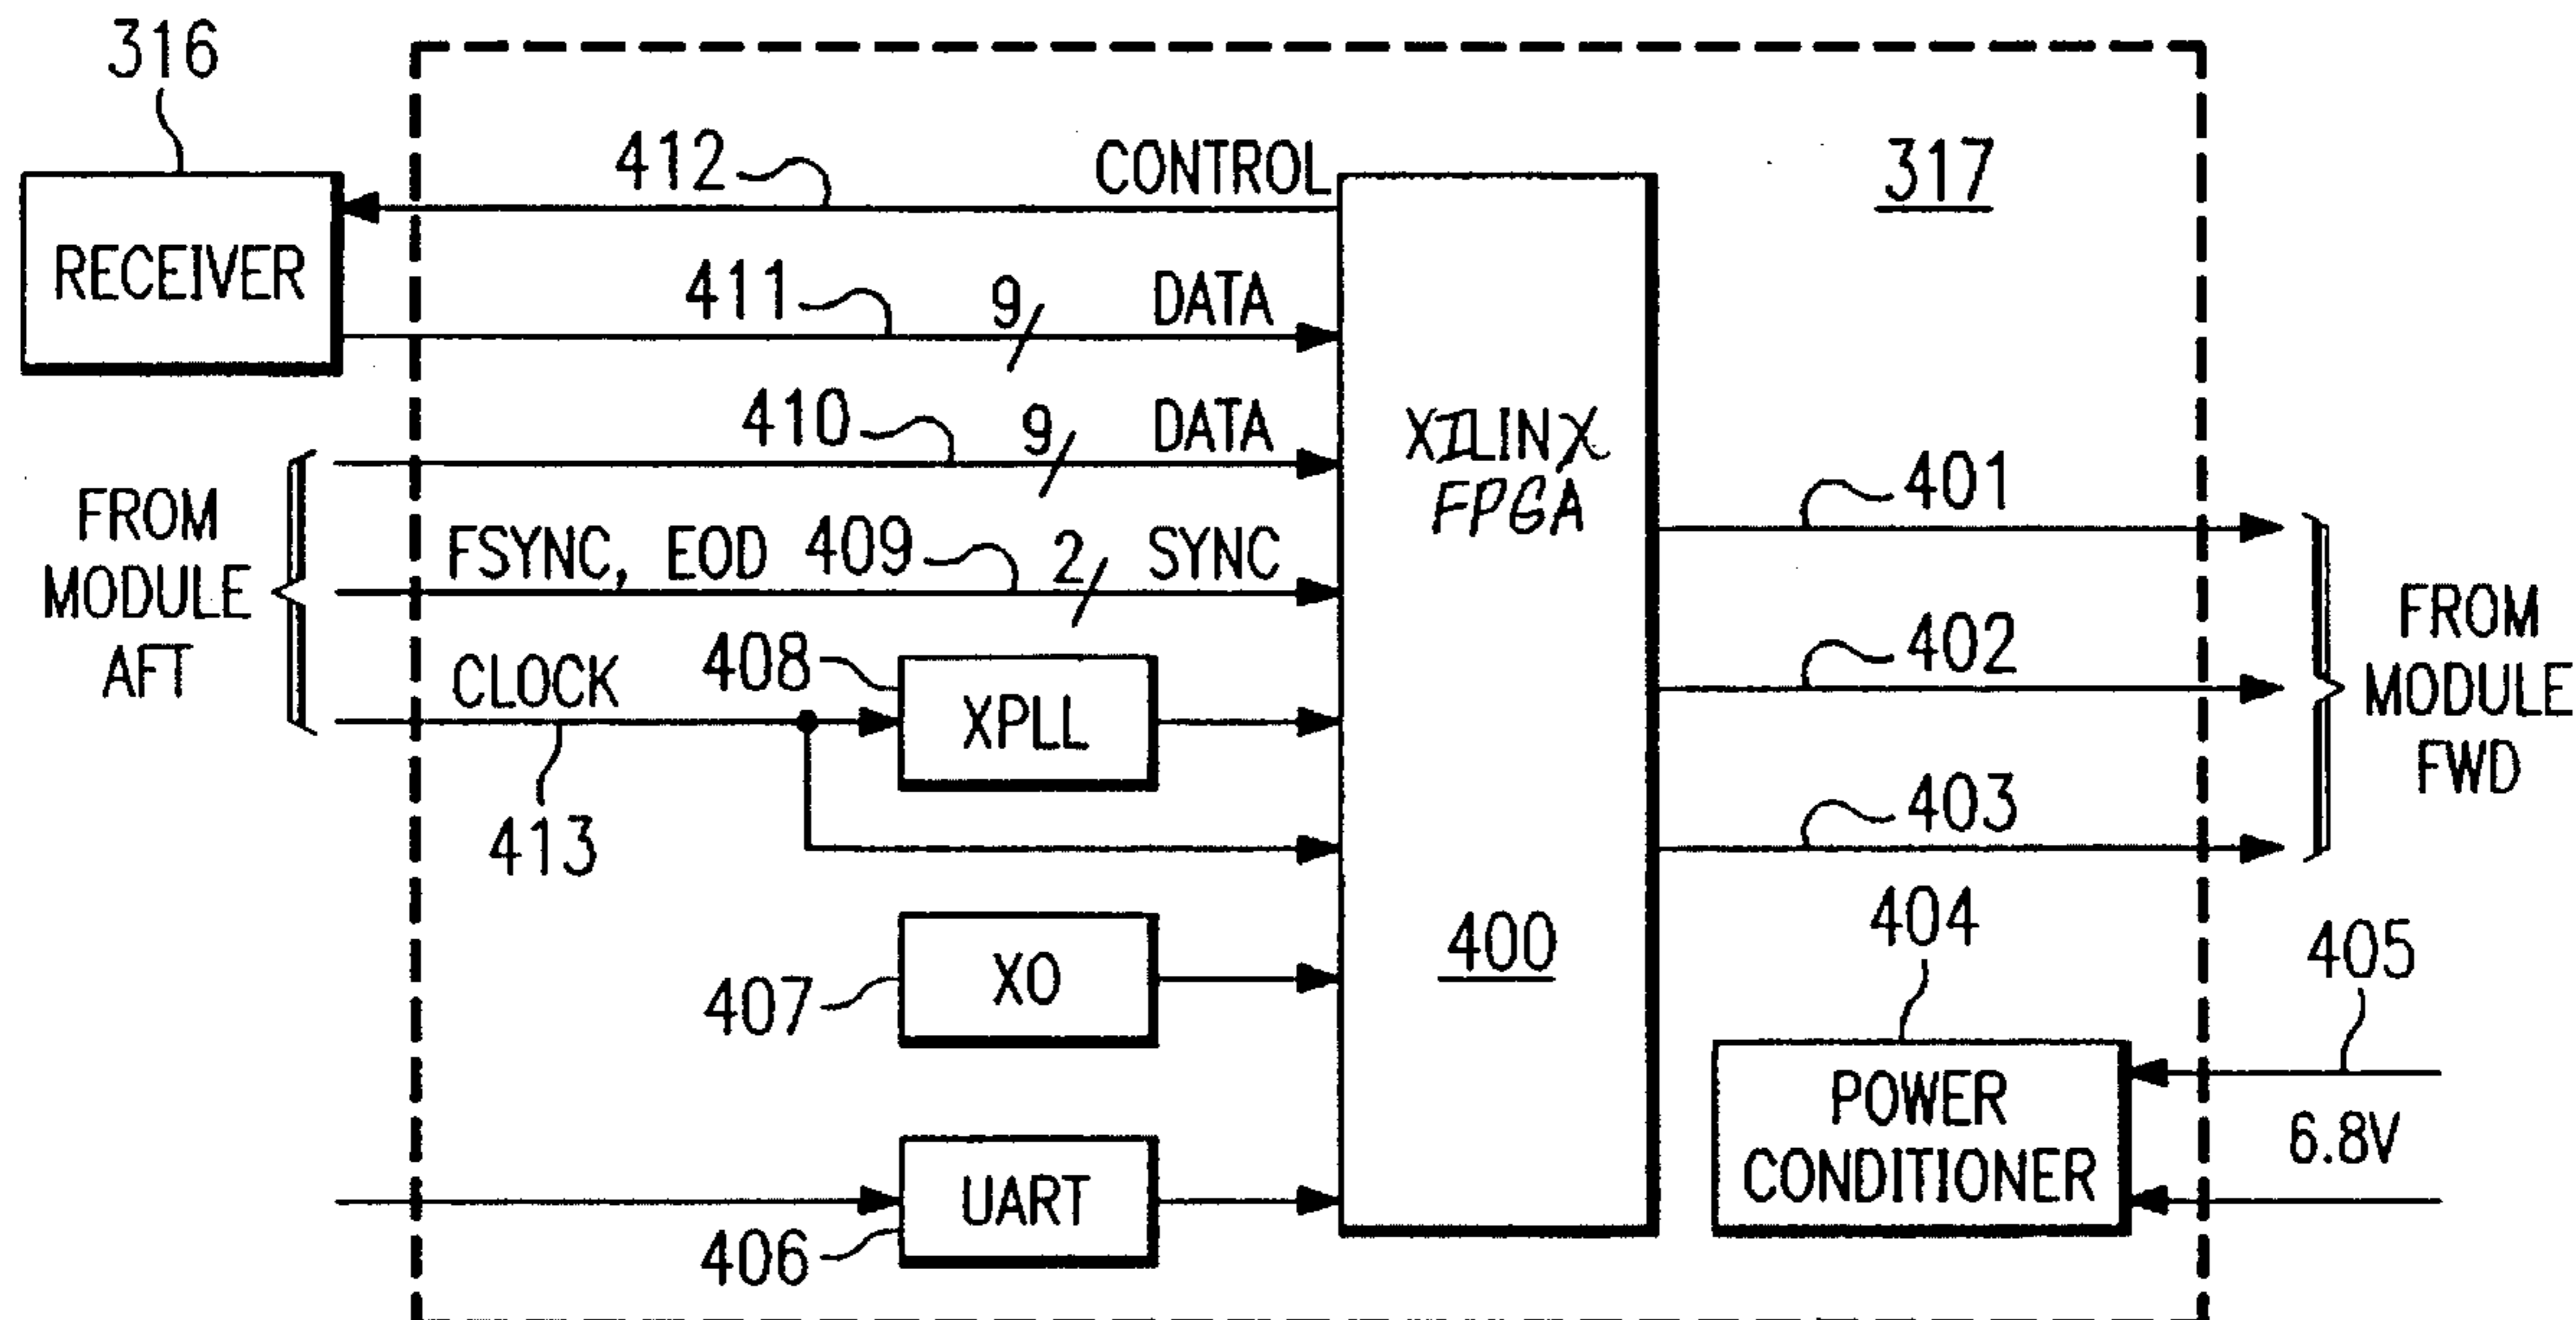 316
412
CONTROL
317
RECEIVER
411
9
DATA
410
9
DATA
XILINX
FPGA
401
FROM
MODULE
AFT
FSYNC, EOD
409
2
SYNC
402
FROM
MODULE
FWD
CLOCK
408
XPLL
413
403
400
404
405
407
XO
POWER
CONDITIONER
6.8V
UART
406